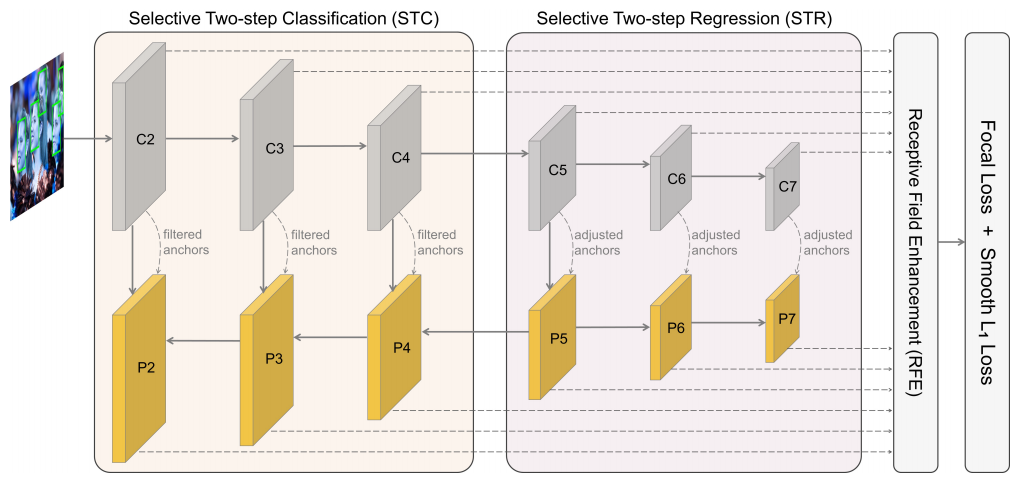 Selective Two-step Classification (STC)
Selective Two-step Regression (STR)
C2
C3
C4
C5
C6
C7
filtered
anchors
filtered
anchors
filtered
anchors
adjusted
anchors
adjusted
anchors
adjusted
anchors
P2
P3
P4
P5
P6
P7
Receptive Field Enhancement (RFE)
Focal Loss + Smooth L₁ Loss